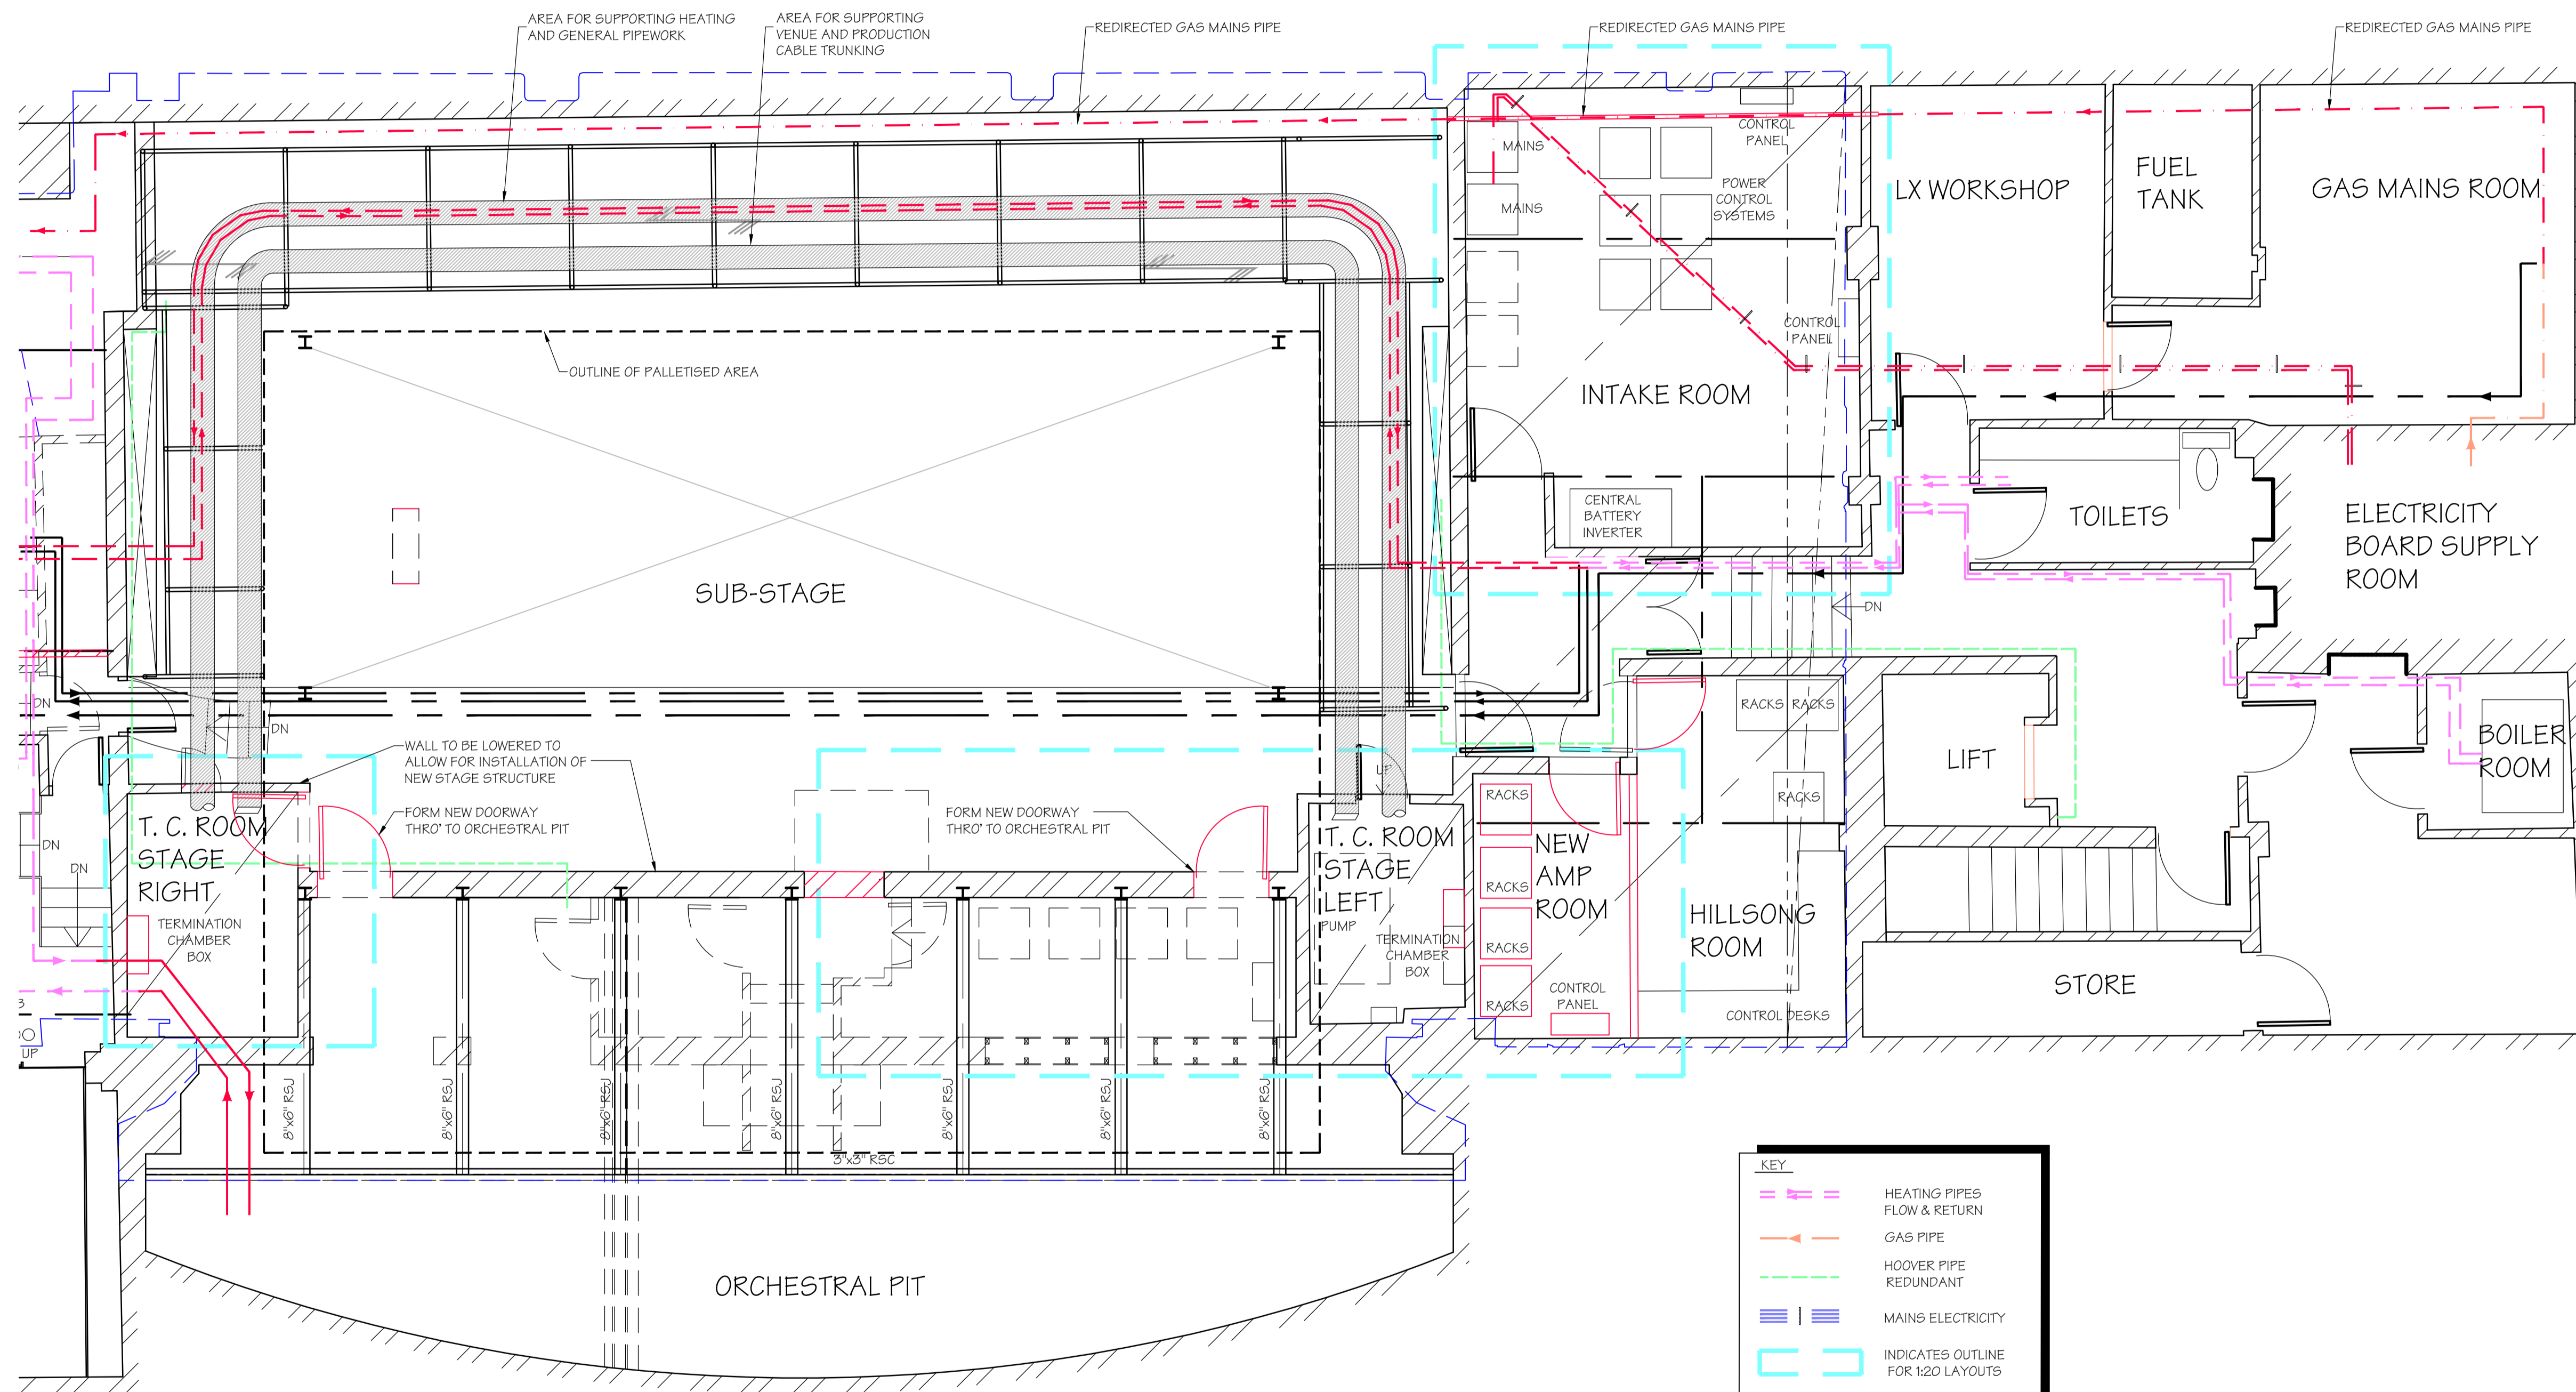 AREA FOR SUPPORTING HEATING
AND GENERAL PIPEWORK
AREA FOR SUPPORTING
VENUE AND PRODUCTION
CABLE TRUNKING
REDIRECTED GAS MAINS PIPE
REDIRECTED GAS MAINS PIPE
REDIRECTED GAS MAINS PIPE
MAINS
MAINS
CONTROL
PANEL
POWER
CONTROL
SYSTEMS
CONTROL
PANEL
INTAKE ROOM
LX WORKSHOP
FUEL
TANK
GAS MAINS ROOM
OUTLINE OF PALLETISED AREA
SUB-STAGE
CENTRAL
BATTERY
INVERTER
TOILETS
ELECTRICITY
BOARD SUPPLY
ROOM
DN
DN
DN
WALL TO BE LOWERED TO
ALLOW FOR INSTALLATION OF
NEW STAGE STRUCTURE
FORM NEW DOORWAY
THRO' TO ORCHESTRAL PIT
FORM NEW DOORWAY
THRO' TO ORCHESTRAL PIT
UP
RACKS
RACKS
RACKS
LIFT
BOILER
ROOM
T. C. ROOM
STAGE
RIGHT
TERMINATION
CHAMBER
BOX
DN
DN
T. C. ROOM
STAGE
LEFT
PUMP
TERMINATION
CHAMBER
BOX
RACKS
RACKS
RACKS
RACKS
NEW
AMP
ROOM
CONTROL
PANEL
HILLSONG
ROOM
CONTROL DESKS
STORE
3
OO
UP
8"x6" RSJ
8"x6" RSJ
8"x6" RSJ
8"x6" RSJ
8"x6" RSJ
8"x6" RSJ
8"x6" RSJ
3"x3" RSC
ORCHESTRAL PIT
KEY
HEATING PIPES
FLOW & RETURN
GAS PIPE
HOOVER PIPE
REDUNDANT
MAINS ELECTRICITY
INDICATES OUTLINE
FOR 1:20 LAYOUTS